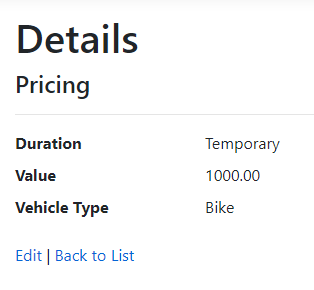 Details
Pricing
Duration Temporary
Value 1000.00
Vehicle Type Bike
Edit | Back to List